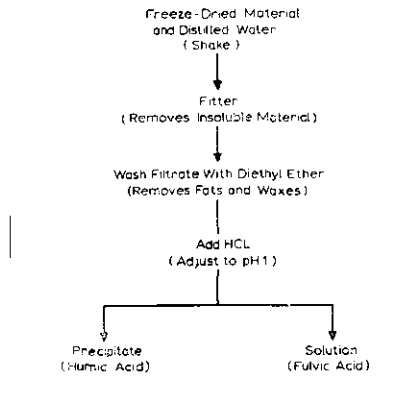 Freeze-Dried Material
and Distilled Water
(Shake)
Fitter
(Removes Insoluble Material)
Wash Filtrate With Diethyl Ether
(Removes Fats and Waxes)
Add HCL
(Adjust to pH1)
Precipitate
(Humic Acid)
Solution
(Fulvic Acid)